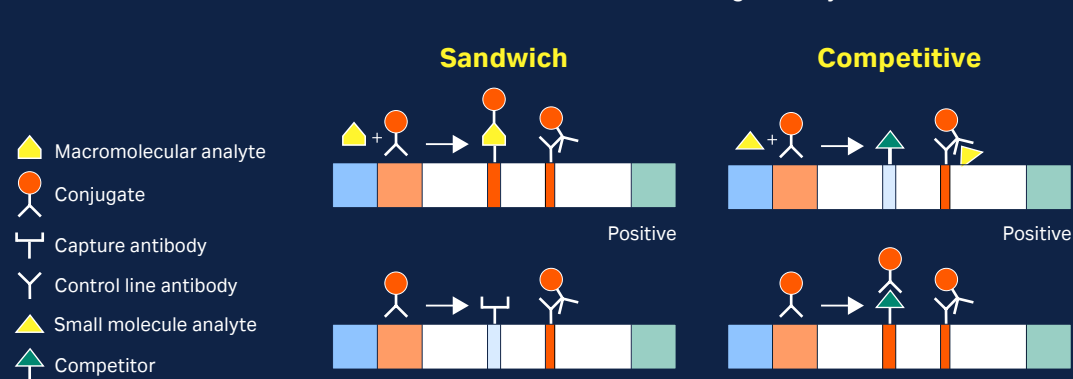 Sandwich
Competitive
Macromolecular analyte
+
+
Conjugate
Positive
Positive
Capture antibody
Control line antibody
Small molecule analyte
Competitor